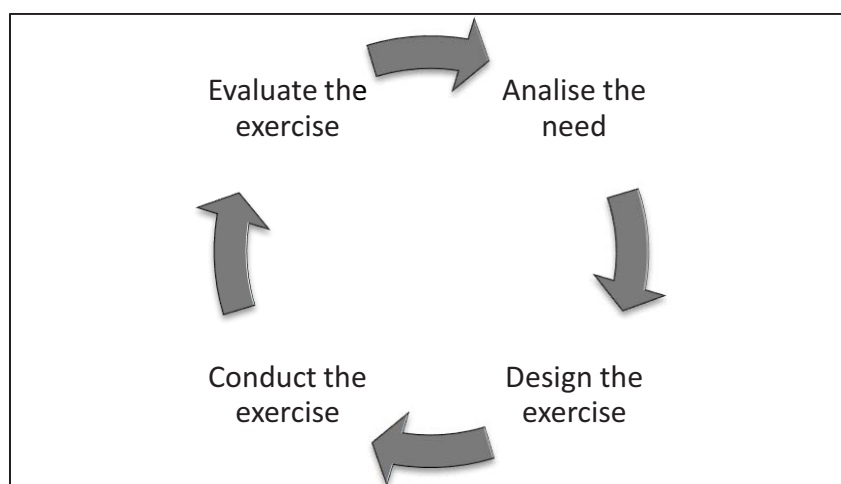 Evaluate the
exercise
Analise the
need
Design the
exercise
Conduct the
exercise